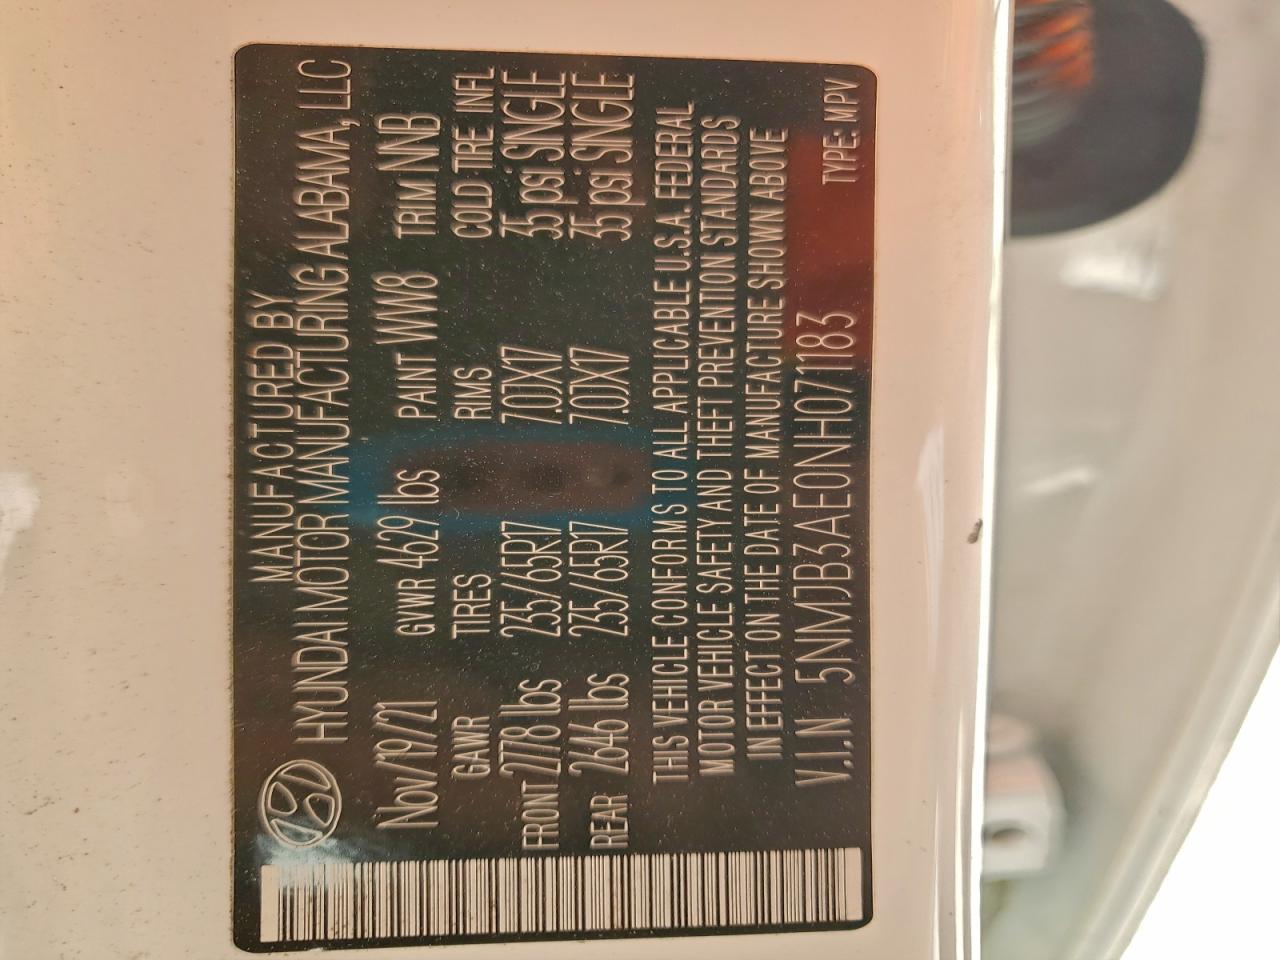 MANUFACTURED BY
HYUNDAI MOTOR MANUFACTURING ALABAMA, LLC
Nov/19/21 GVWR 4629 lbs PAINT WW8 TRIM NNB
GAWR TIRES RIMS COLD TIRE INFL
FRONT 2778 lbs 235/65R17 7.0JX17 35 psi SINGLE
REAR 2646 lbs 235/65R17 7.0JX17 35 psi SINGLE
THIS VEHICLE CONFORMS TO ALL APPLICABLE U.S.A. FEDERAL
MOTOR VEHICLE SAFETY AND THEFT PREVENTION STANDARDS
IN EFFECT ON THE DATE OF MANUFACTURE SHOWN ABOVE
V.I.N 5NMJB3AE0NH071183 TYPE: MPV